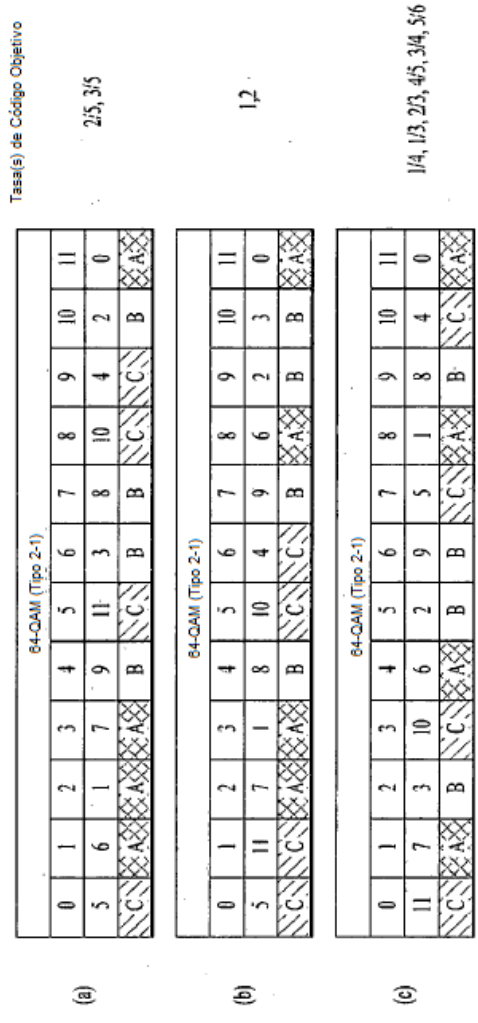 Tasa(s) de Código Objetivo
(a)
64-QAM (Tipo 2-1)
0 1 2 3 4 5 6 7 8 9 10 11
5 6 1 7 9 11 3 8 10 4 2 0
C A A A B C B B C C B A
2/5, 3/5
(b)
64-QAM (Tipo 2-1)
0 1 2 3 4 5 6 7 8 9 10 11
5 11 7 1 8 10 4 9 6 2 3 0
C C A A B C C B A B B A
1,2
(c)
64-QAM (Tipo 2-1)
0 1 2 3 4 5 6 7 8 9 10 11
11 7 3 10 6 2 9 5 1 8 4 0
C A B C A B B C A B C A
1/4, 1/3, 2/3, 4/5, 3/4, 5/6